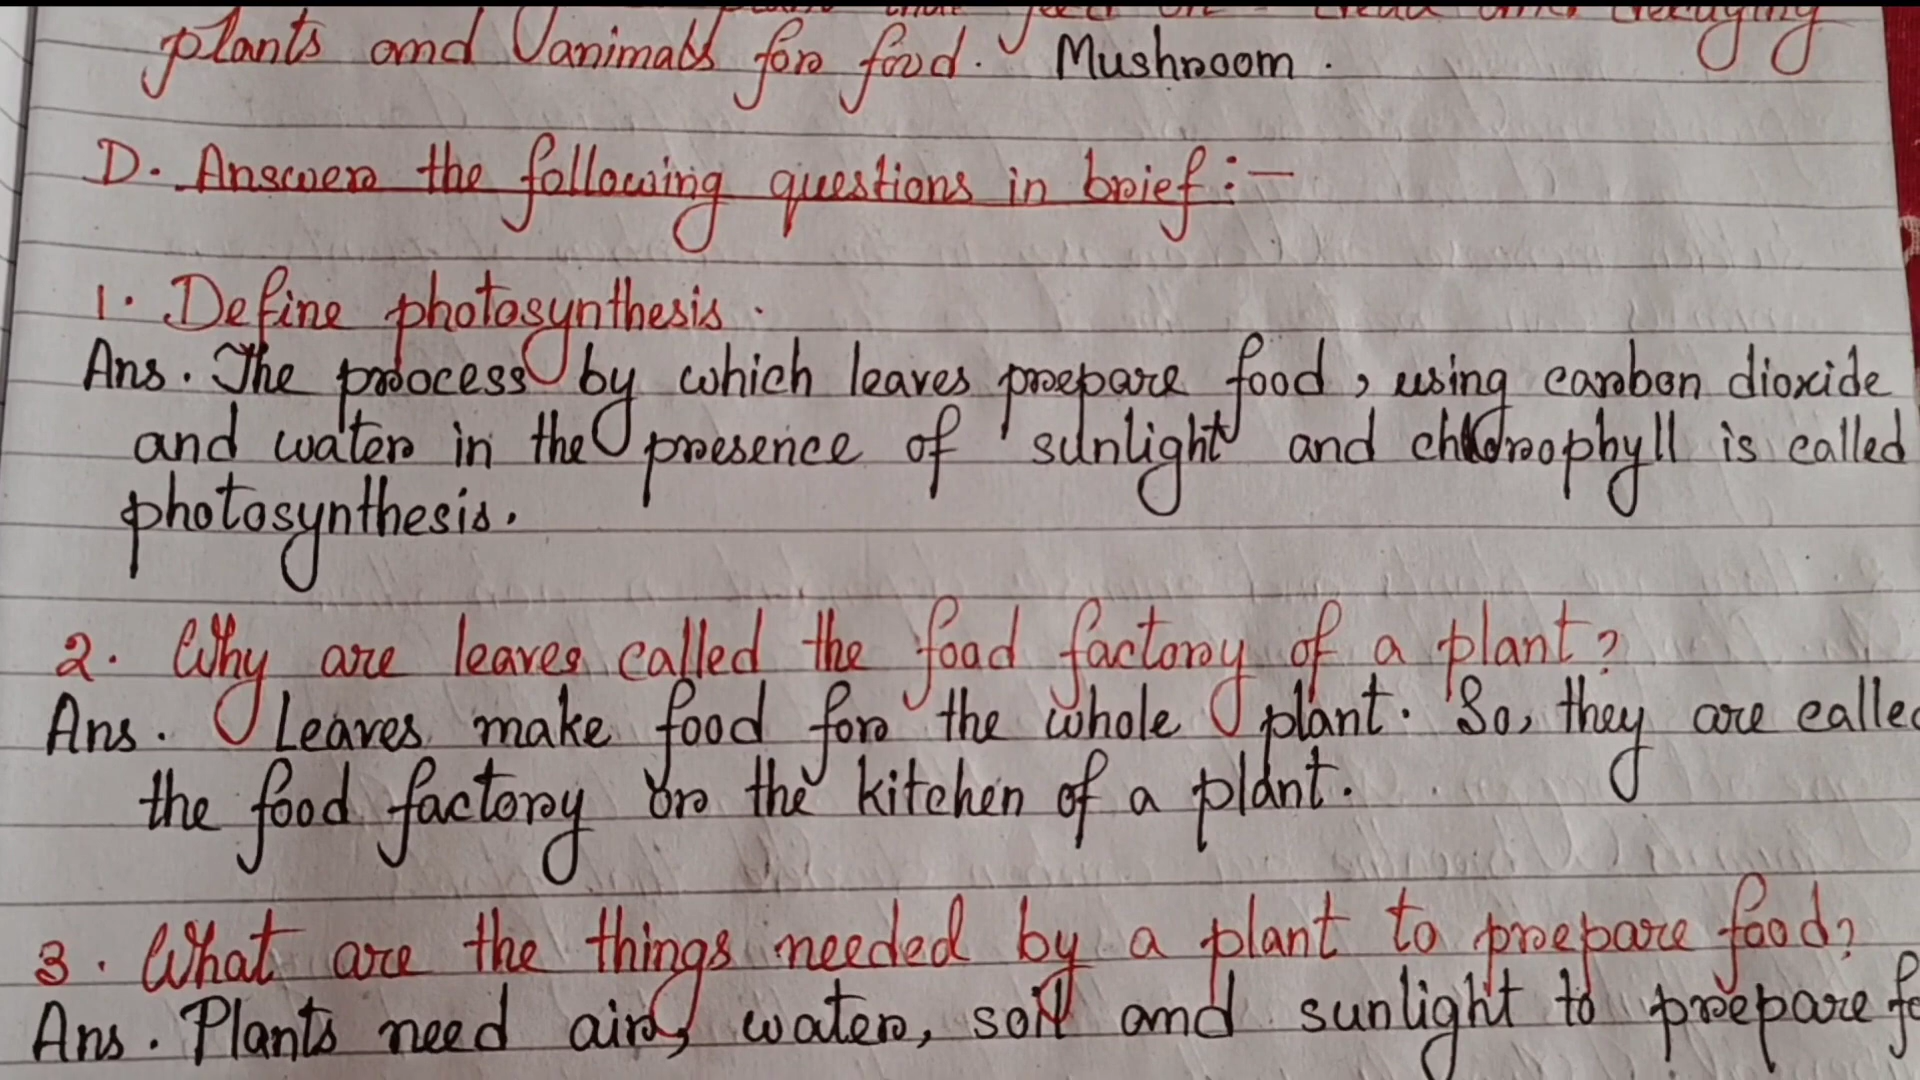 plants and animals for food. Mushroom.
D. Answer the following questions in brief:-
1. Define photosynthesis.
Ans. The process by which leaves prepare food, using carbon dioxide
and water in the presence of sunlight and chlorophyll is called
photosynthesis.
2. Why are leaves called the food factory of a plant?
Ans. Leaves make food for the whole plant. So, they are calle
the food factory or the kitchen of a plant.
3. What are the things needed by a plant to prepare food?
Ans. Plants need air, water, soil and sunlight to prepare